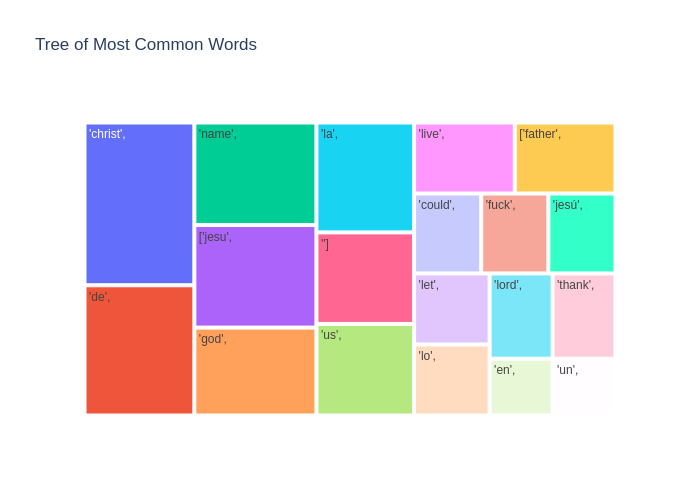 Tree of Most Common Words
'christ',
'de',
'name',
['jesu',
'god',
'la',
'']
'us',
'live',
['father',
'could',
'fuck',
'jesú',
'let',
'lo',
'lord',
'thank',
'en',
'un',